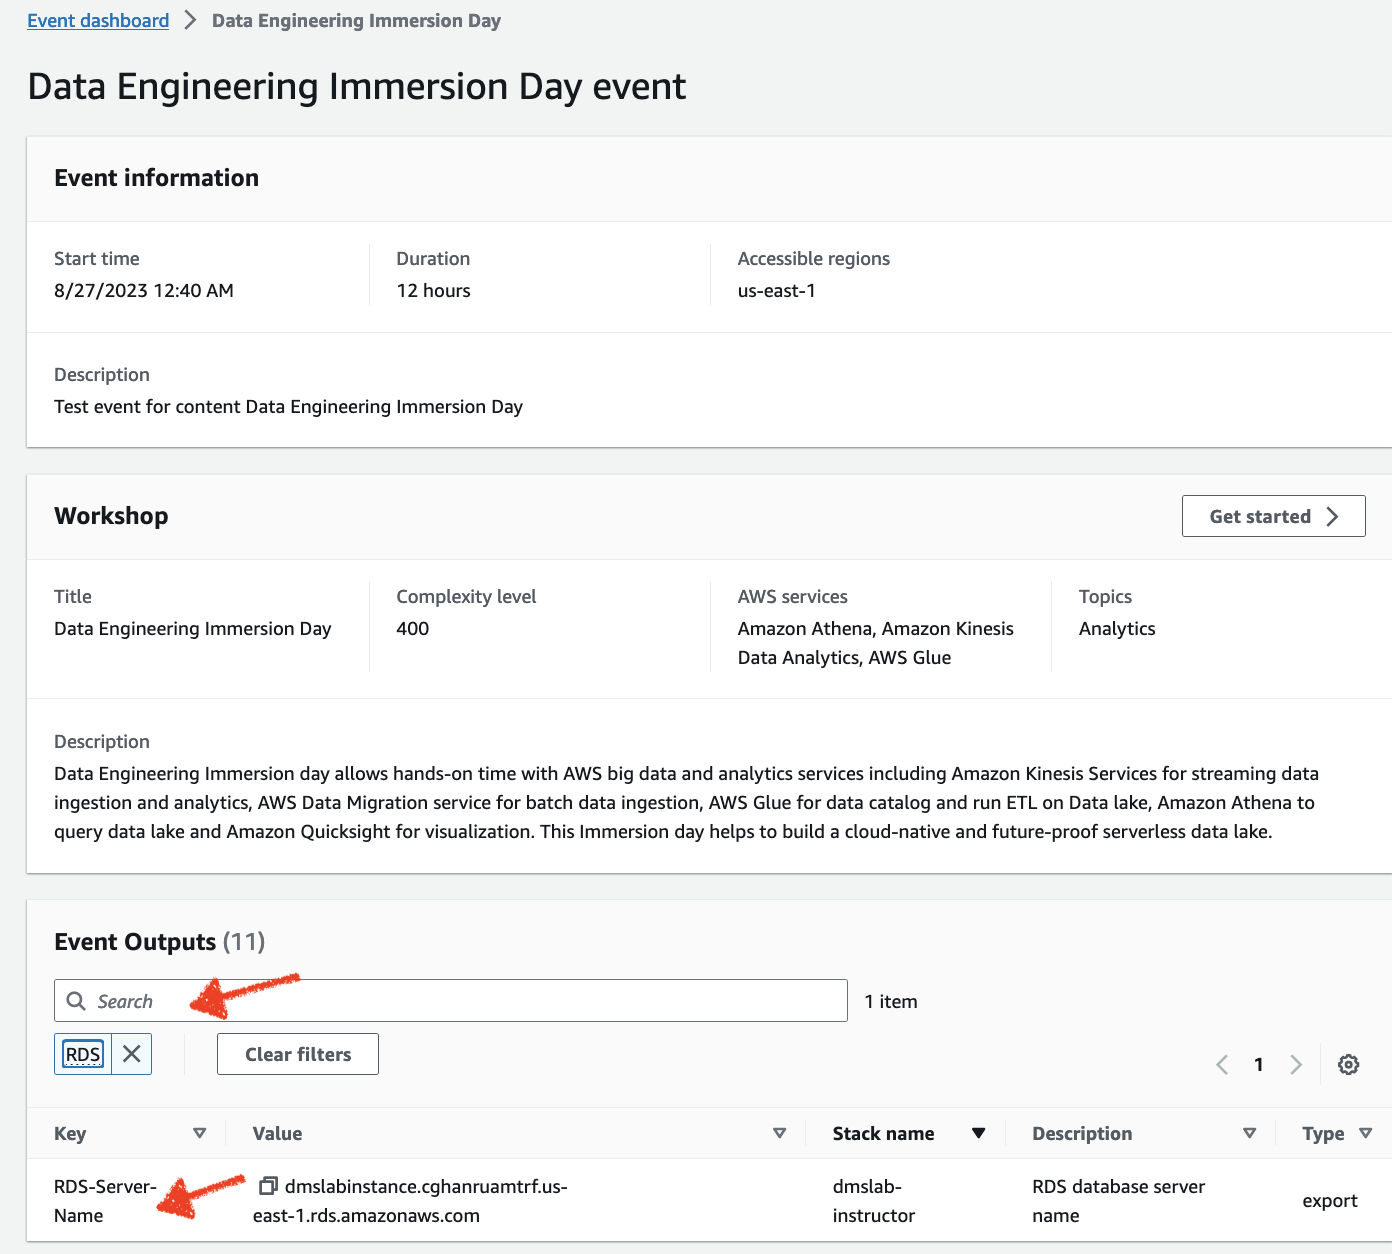 Event dashboard > Data Engineering Immersion Day
Data Engineering Immersion Day event
Event information
Start time
8/27/2023 12:40 AM
Duration
12 hours
Accessible regions
us-east-1
Description
Test event for content Data Engineering Immersion Day
Workshop
Get started
Title
Data Engineering Immersion Day
Complexity level
400
AWS services
Amazon Athena, Amazon Kinesis
Data Analytics, AWS Glue
Topics
Analytics
Description
Data Engineering Immersion day allows hands-on time with AWS big data and analytics services including Amazon Kinesis Services for streaming data
ingestion and analytics, AWS Data Migration service for batch data ingestion, AWS Glue for data catalog and run ETL on Data lake, Amazon Athena to
query data lake and Amazon Quicksight for visualization. This Immersion day helps to build a cloud-native and future-proof serverless data lake.
Event Outputs (11)
Search
1 item
RDS
Clear filters
1
Key
Value
Stack name
Description
Type
RDS-Server-
Name
dmslabinstance.cghanruamtrf.us-
east-1.rds.amazonaws.com
dmslab-
instructor
RDS database server
name
export